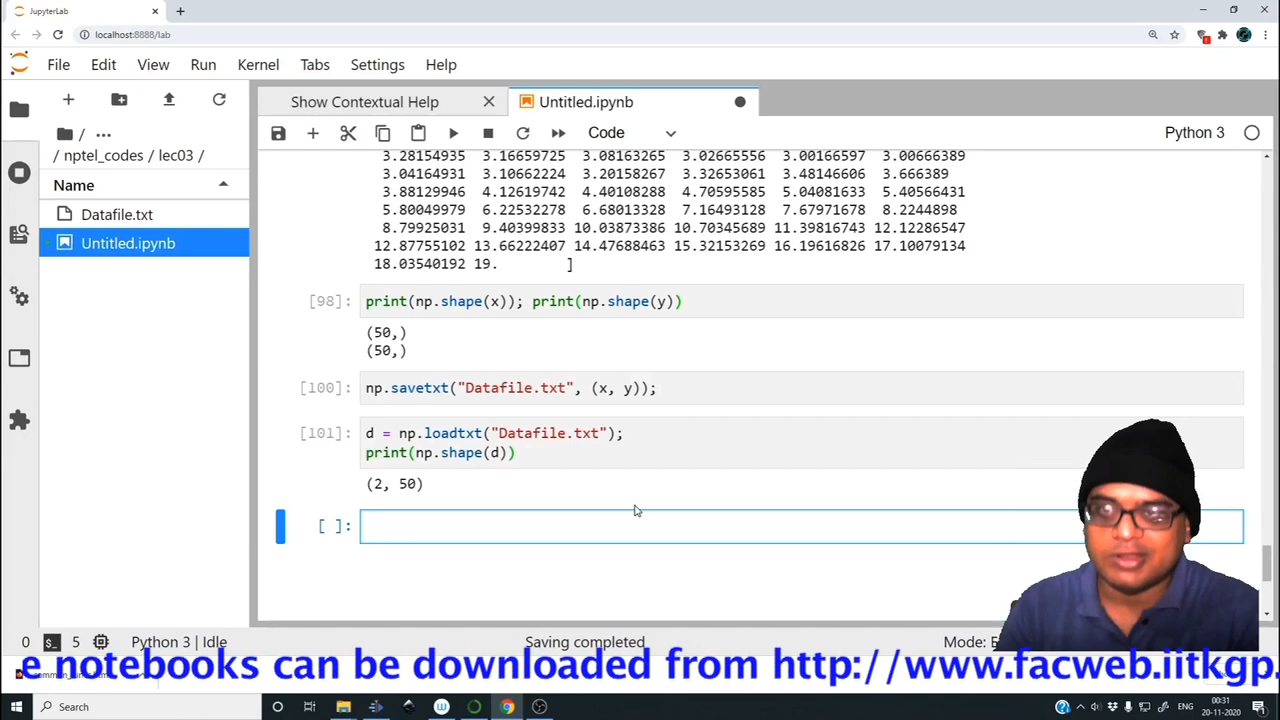 JupyterLab
localhost:8888/lab
File Edit View Run Kernel Tabs Settings Help
Show Contextual Help
Untitled.ipynb
Code
Python 3
/ ...
/ nptel_codes / lec03 /
Name
Datafile.txt
Untitled.ipynb
3.28154935 3.16659725 3.08163265 3.02665556 3.00166597 3.00666389
3.04164931 3.10662224 3.20158267 3.32653061 3.48146606 3.666389
3.88129946 4.12619742 4.40108288 4.70595585 5.04081633 5.40566431
5.80049979 6.22532278 6.68013328 7.16493128 7.67971678 8.2244898
8.79925031 9.40399833 10.03873386 10.70345689 11.39816743 12.12286547
12.87755102 13.66222407 14.47688463 15.32153269 16.19616826 17.10079134
18.03540192 19. ]
[98]: print(np.shape(x)); print(np.shape(y))
(50,)
(50,)
[100]: np.savetxt("Datafile.txt", (x, y));
[101]: d = np.loadtxt("Datafile.txt");
print(np.shape(d))
(2, 50)
[ ]:
0 5 Python 3 | Idle
Saving completed
Mode:
e notebooks can be downloaded from http://www.facweb.iitkgp.
Search
ENG
00:31
20-11-2020